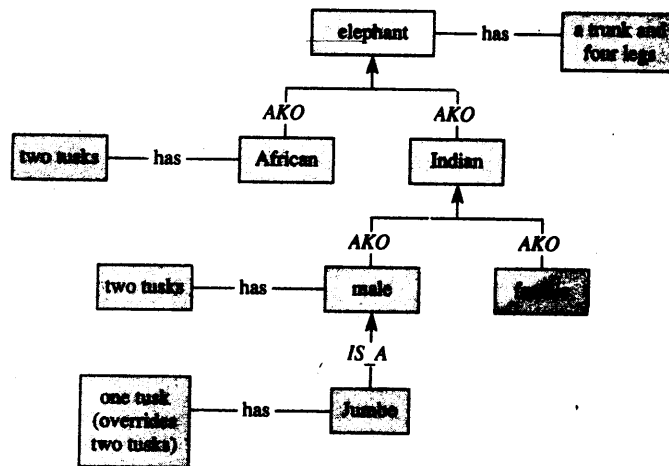 elephant
has
a trunk and
four legs
AKO
AKO
two tusks
has
African
Indian
AKO
AKO
two tusks
has
male
IS_A
one tusk
(overrides
two tusks)
has
Jumbo